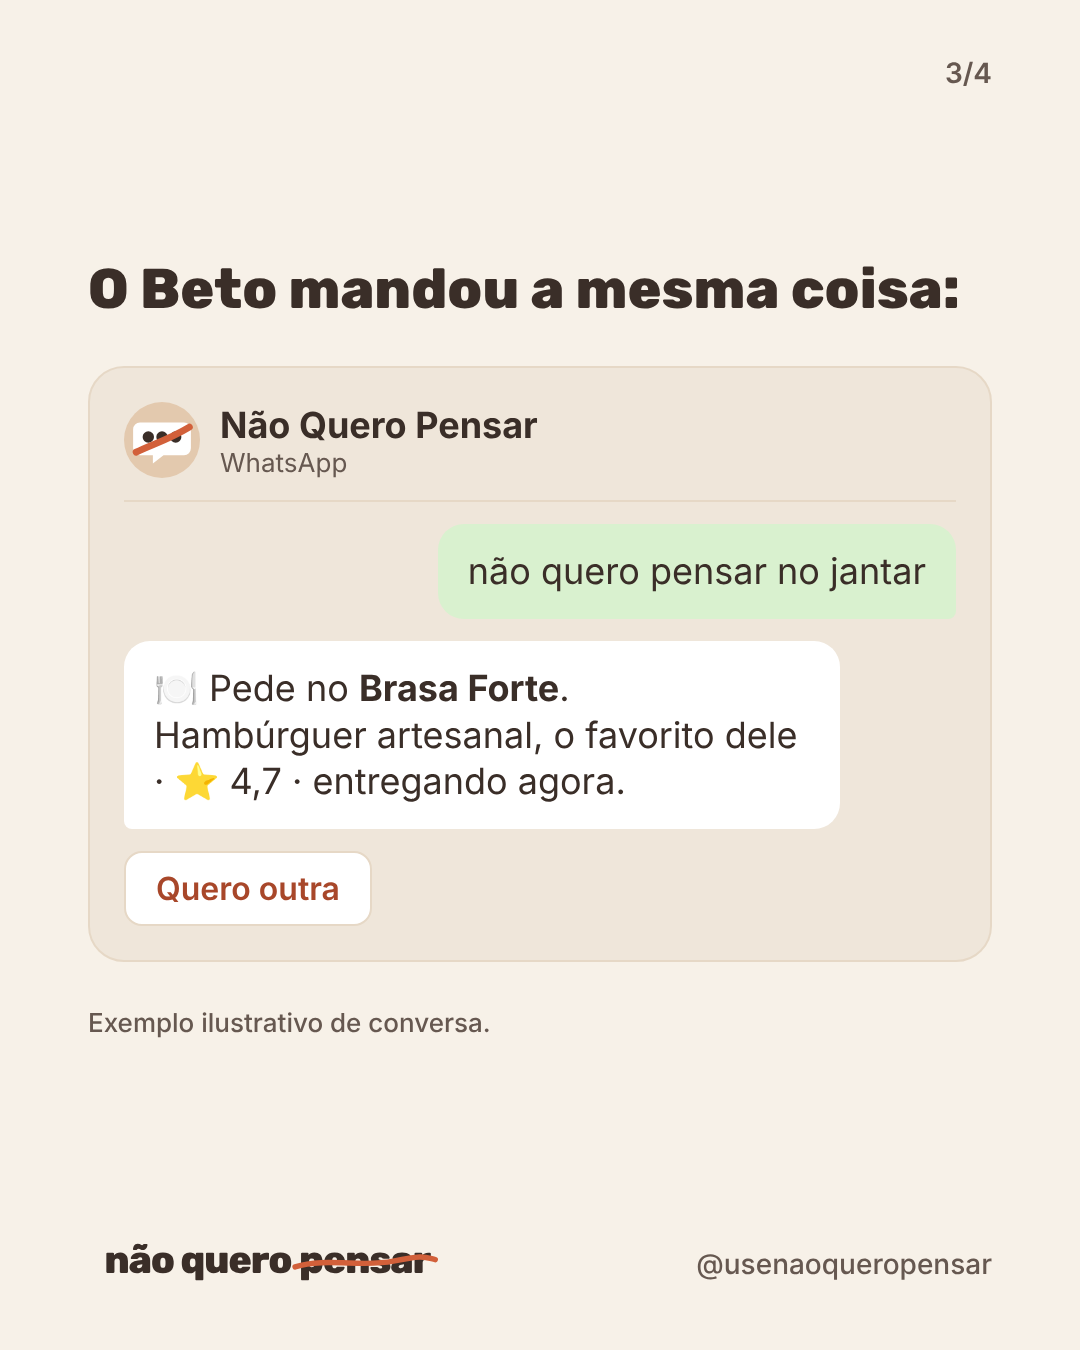 3/4
O Beto mandou a mesma coisa:
Não Quero Pensar
WhatsApp
não quero pensar no jantar
🍽️ Pede no Brasa Forte.
Hambúrguer artesanal, o favorito dele
· ⭐ 4,7 · entregando agora.
Quero outra
Exemplo ilustrativo de conversa.
não quero pensar
@usenaoqueropensar